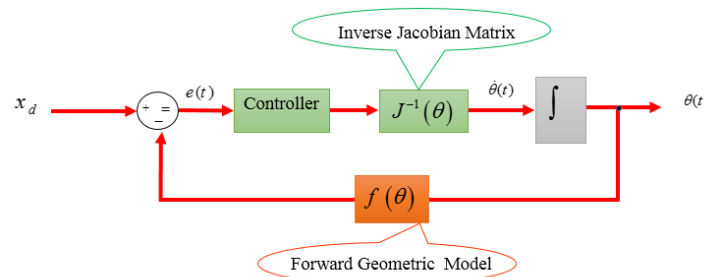 Inverse Jacobian Matrix
x_d
+ =
−
e(t)
Controller
J⁻¹(θ)
θ̇(t)
∫
θ(t
f(θ)
Forward Geometric Model